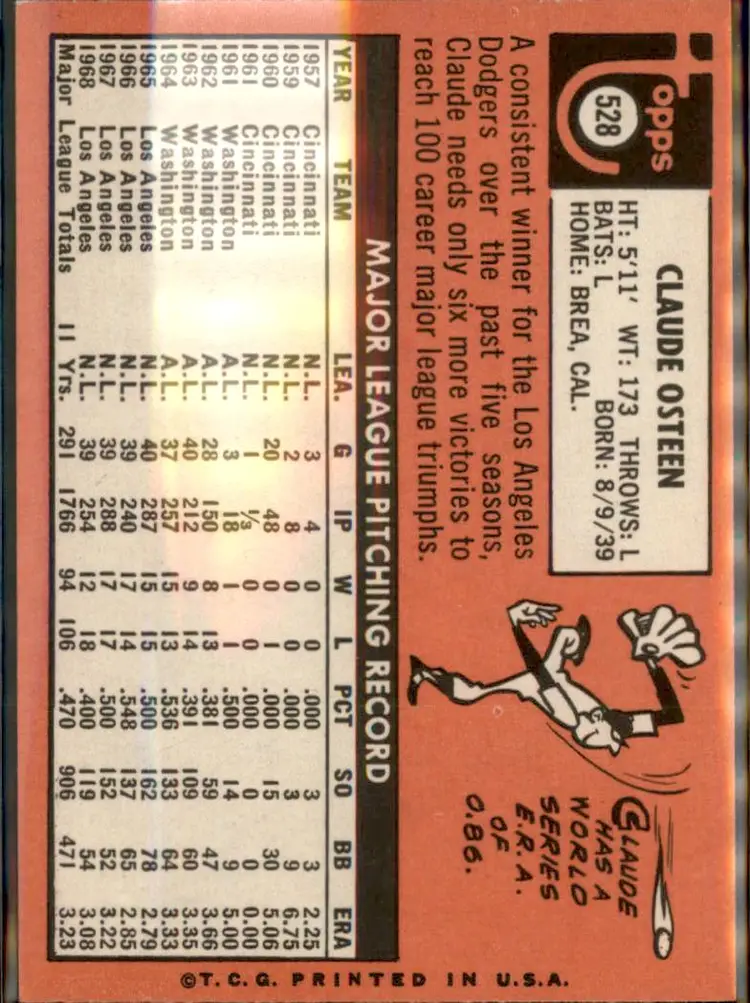 Topps
528
CLAUDE OSTEEN
HT: 5'11' WT: 173 THROWS: L
BATS: L BORN: 8/9/39
HOME: BREA, CAL.
A consistent winner for the Los Angeles
Dodgers over the past five seasons,
Claude needs only six more victories to
reach 100 career major league triumphs.
CLAUDE
HAS A
WORLD
SERIES
E.R.A.
OF
0.86.
MAJOR LEAGUE PITCHING RECORD
YEAR TEAM LEA. G IP W L PCT SO BB ERA
1957 Cincinnati N.L. 3 4 0 0 .000 3 3 2.25
1959 Cincinnati N.L. 2 8 0 0 .000 3 9 6.75
1960 Cincinnati N.L. 20 48 0 1 .000 15 30 5.06
1961 Cincinnati N.L. 1 1/3 0 0 .000 0 0 0.00
1961 Washington A.L. 3 18 1 1 .500 14 9 5.00
1962 Washington A.L. 28 150 8 13 .381 59 47 3.66
1963 Washington A.L. 40 212 9 14 .391 109 60 3.35
1964 Washington A.L. 37 257 15 13 .536 133 64 3.33
1965 Los Angeles N.L. 40 287 15 15 .500 162 78 2.79
1966 Los Angeles N.L. 39 240 17 14 .548 137 65 2.85
1967 Los Angeles N.L. 39 288 17 17 .500 152 52 3.22
1968 Los Angeles N.L. 39 254 12 18 .400 119 54 3.08
Major League Totals 11 Yrs. 291 1766 94 106 .470 906 471 3.23
©T.C.G. PRINTED IN U.S.A.